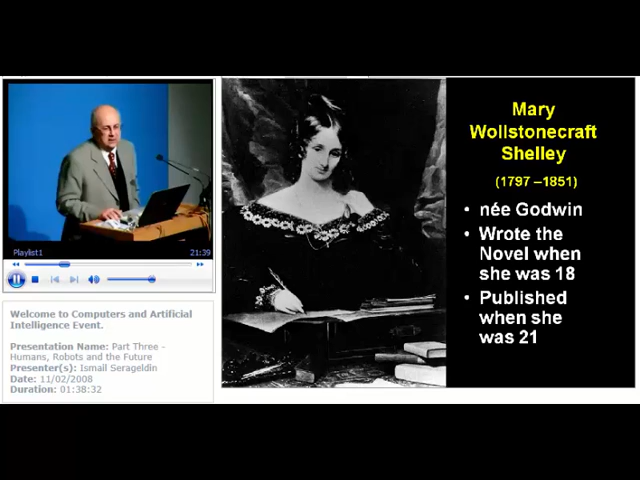 Playlist1
21:39
Welcome to Computers and Artificial
Intelligence Event.
Presentation Name: Part Three -
Humans, Robots and the Future
Presenter(s): Ismail Serageldin
Date: 11/02/2008
Duration: 01:38:32
Mary
Wollstonecraft
Shelley
(1797 –1851)
• née Godwin
• Wrote the
Novel when
she was 18
• Published
when she
was 21